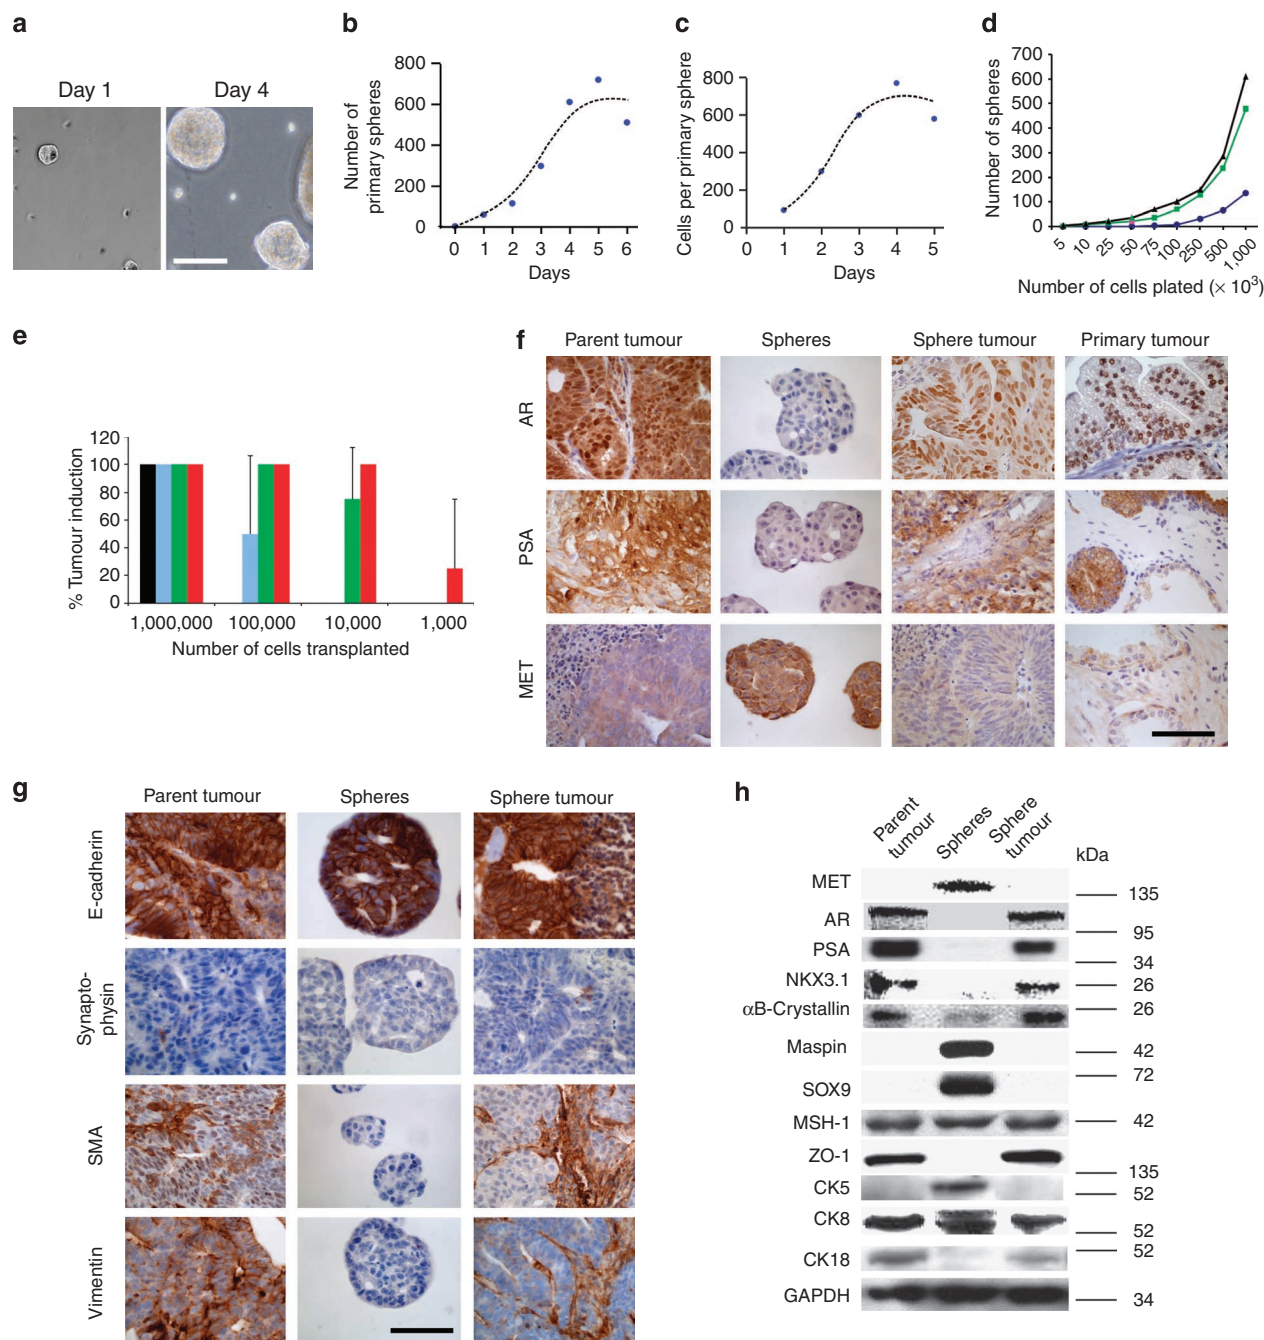 a
Day 1
Day 4
b
Number of
primary spheres
800
600
400
200
0
0 1 2 3 4 5 6
Days
c
Cells per primary sphere
800
600
400
200
0
0 1 2 3 4 5
Days
d
Number of spheres
700
600
500
400
300
200
100
0
5 10 25 50 75 100 250 500 1,000
Number of cells plated (× 10³)
e
% Tumour induction
120
100
80
60
40
20
0
1,000,000 100,000 10,000 1,000
Number of cells transplanted
f
Parent tumour Spheres Sphere tumour Primary tumour
AR
PSA
MET
g
Parent tumour Spheres Sphere tumour
E-cadherin
Synapto-
physin
SMA
Vimentin
h
Parent
tumour
Spheres
Sphere
tumour
kDa
MET 135
AR 95
PSA 34
NKX3.1 26
αB-Crystallin 26
Maspin 42
SOX9 72
MSH-1 42
ZO-1 135
CK5 52
CK8 52
CK18 52
GAPDH 34